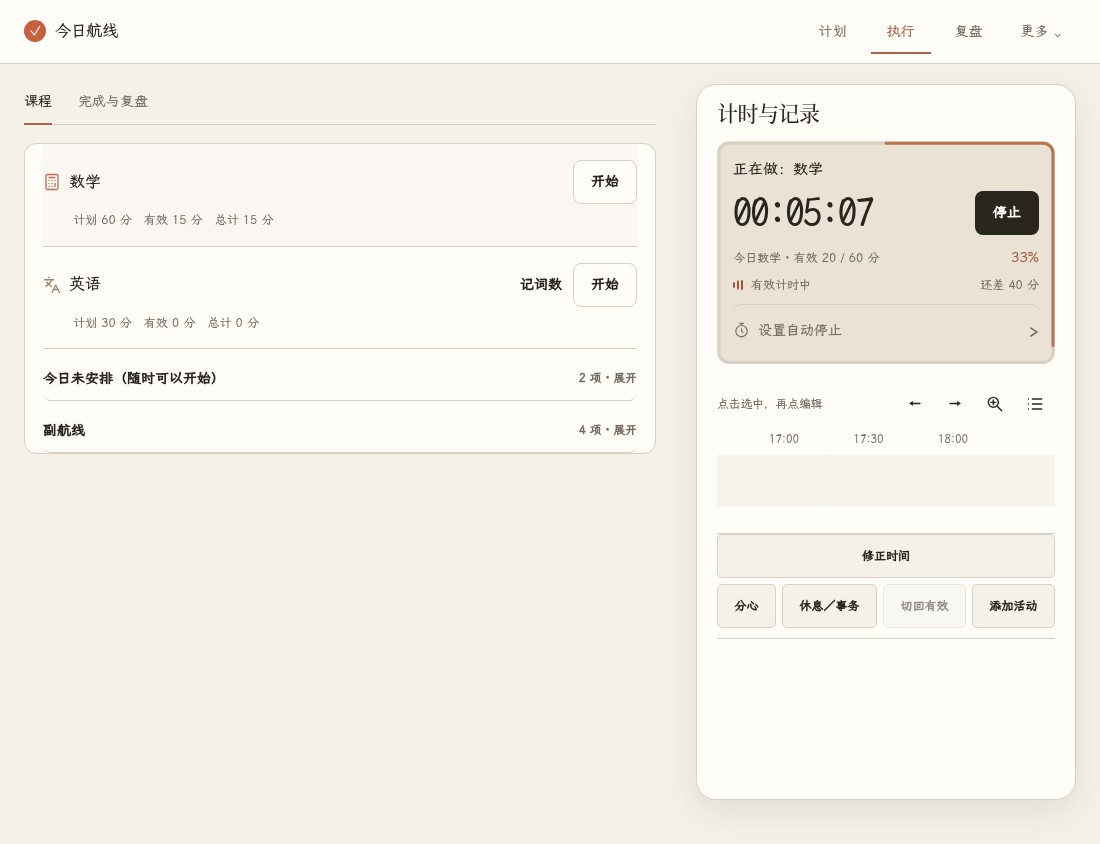 今日航线
计划 执行 复盘 更多
课程 完成与复盘
数学 开始
计划 60 分 有效 15 分 总计 15 分
英语 记词数 开始
计划 30 分 有效 0 分 总计 0 分
今日未安排（随时可以开始） 2 项・展开
副航线 4 项・展开
计时与记录
正在做：数学
00:05:07 停止
今日数学・有效 20 / 60 分 33%
有效计时中 还差 40 分
设置自动停止
点击选中，再点编辑
17:00 17:30 18:00
修正时间
分心 休息／事务 切回有效 添加活动